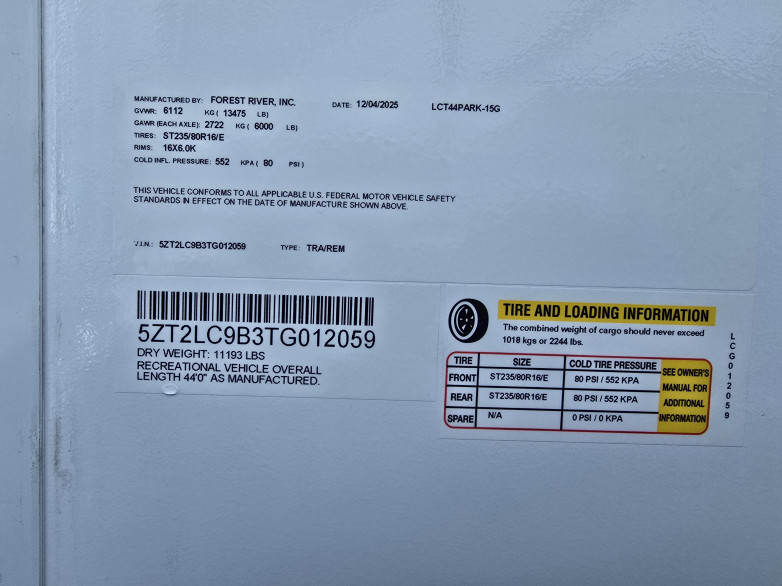 MANUFACTURED BY: FOREST RIVER, INC. DATE: 12/04/2025 LCT44PARK-15G
GVWR: 6112 KG ( 13475 LB)
GAWR (EACH AXLE): 2722 KG ( 6000 LB)
TIRES: ST235/80R16/E
RIMS: 16X6.0K
COLD INFL. PRESSURE: 552 KPA ( 80 PSI )
THIS VEHICLE CONFORMS TO ALL APPLICABLE U.S. FEDERAL MOTOR VEHICLE SAFETY
STANDARDS IN EFFECT ON THE DATE OF MANUFACTURE SHOWN ABOVE.
V.I.N.: 5ZT2LC9B3TG012059 TYPE: TRA/REM
5ZT2LC9B3TG012059
DRY WEIGHT: 11193 LBS
RECREATIONAL VEHICLE OVERALL
LENGTH 44'0" AS MANUFACTURED.
TIRE AND LOADING INFORMATION
The combined weight of cargo should never exceed
1018 kgs or 2244 lbs.
TIRE SIZE COLD TIRE PRESSURE
FRONT ST235/80R16/E 80 PSI / 552 KPA
REAR ST235/80R16/E 80 PSI / 552 KPA
SPARE N/A 0 PSI / 0 KPA
SEE OWNER'S
MANUAL FOR
ADDITIONAL
INFORMATION
LCG012059